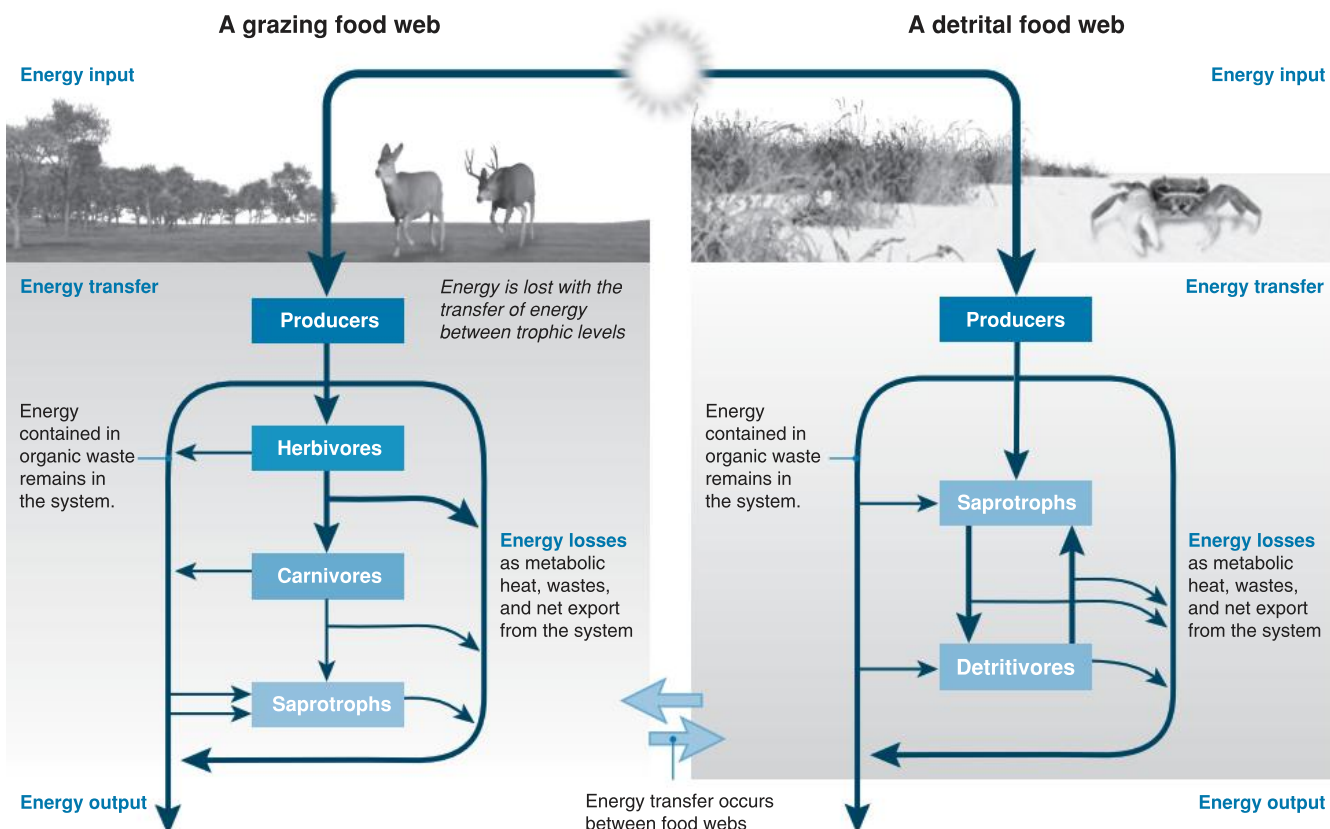 A grazing food web
A detrital food web
Energy input
Energy input
Energy transfer
Energy is lost with the
transfer of energy
between trophic levels
Energy transfer
Producers
Producers
Energy
contained in
organic waste
remains in
the system.
Herbivores
Energy
contained in
organic waste
remains in
the system.
Saprotrophs
Energy losses
as metabolic
heat, wastes,
and net export
from the system
Energy losses
as metabolic
heat, wastes,
and net export
from the system
Carnivores
Detritivores
Saprotrophs
Energy output
Energy transfer occurs
between food webs
Energy output